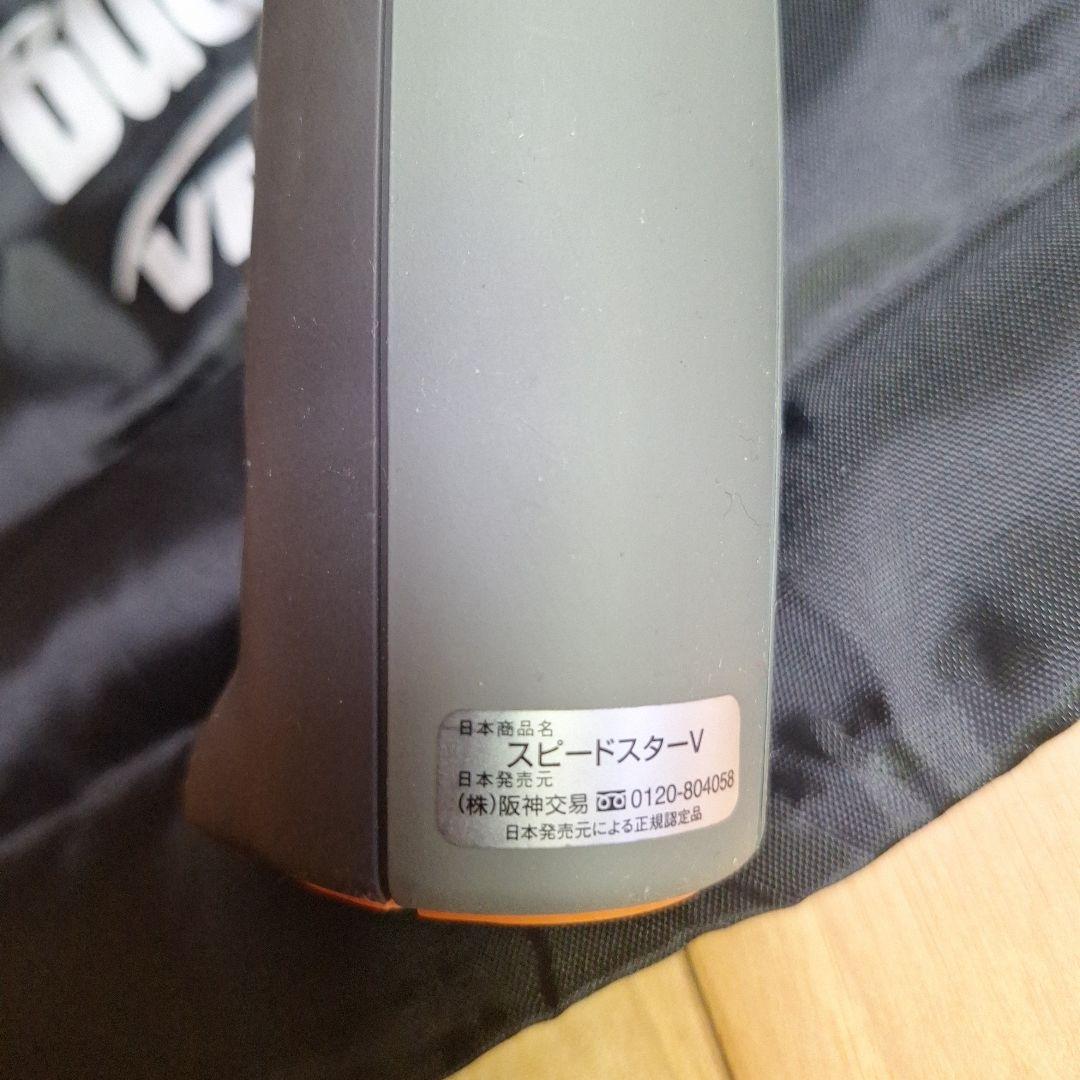 日本商品名
スピードスターV
日本発売元
(株)阪神交易 0120-804058
日本発売元による正規認定品